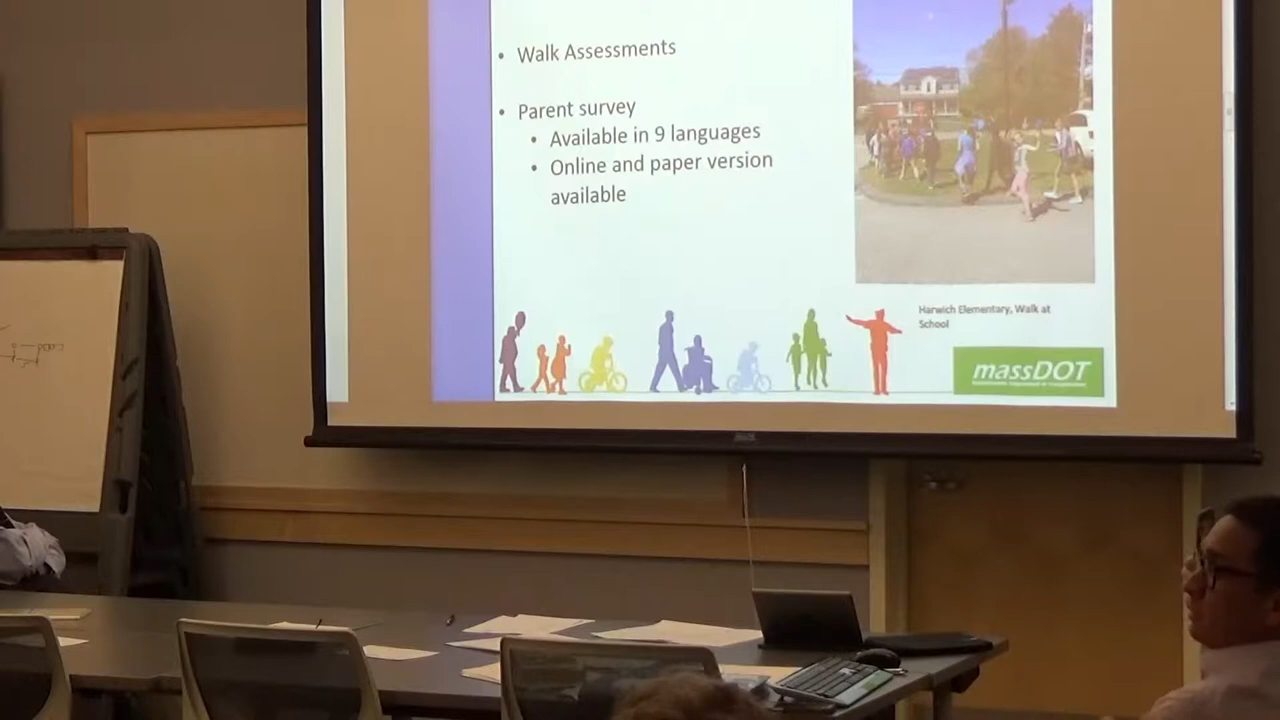 Walk Assessments
Parent survey
Available in 9 languages
Online and paper version
available
Harwich Elementary, Walk at
School
massDOT